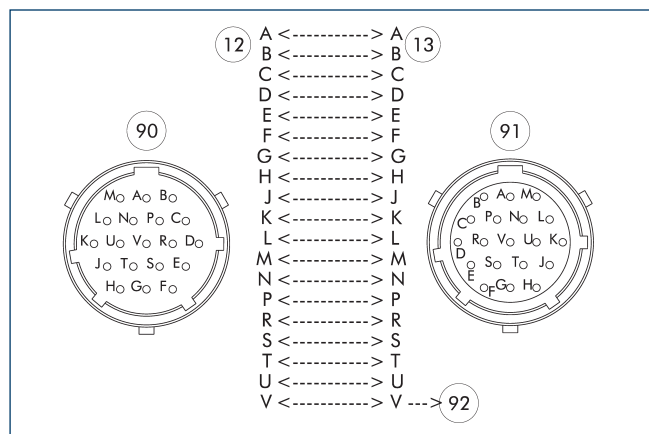 12 A <-----------> A 13
B <-----------> B
C <-----------> C
D <-----------> D
E <-----------> E
90 F <-----------> F 91
G <-----------> G
H <-----------> H
J <-----------> J
K <-----------> K
L <-----------> L
M <-----------> M
N <-----------> N
P <-----------> P
R <-----------> R
S <-----------> S
T <-----------> T
U <-----------> U
V <-----------> V ---> 92
M A B
L N P C
K U V R D
J T S E
H G F
B A M
C P N L
D R V U K
E S T J
F G H